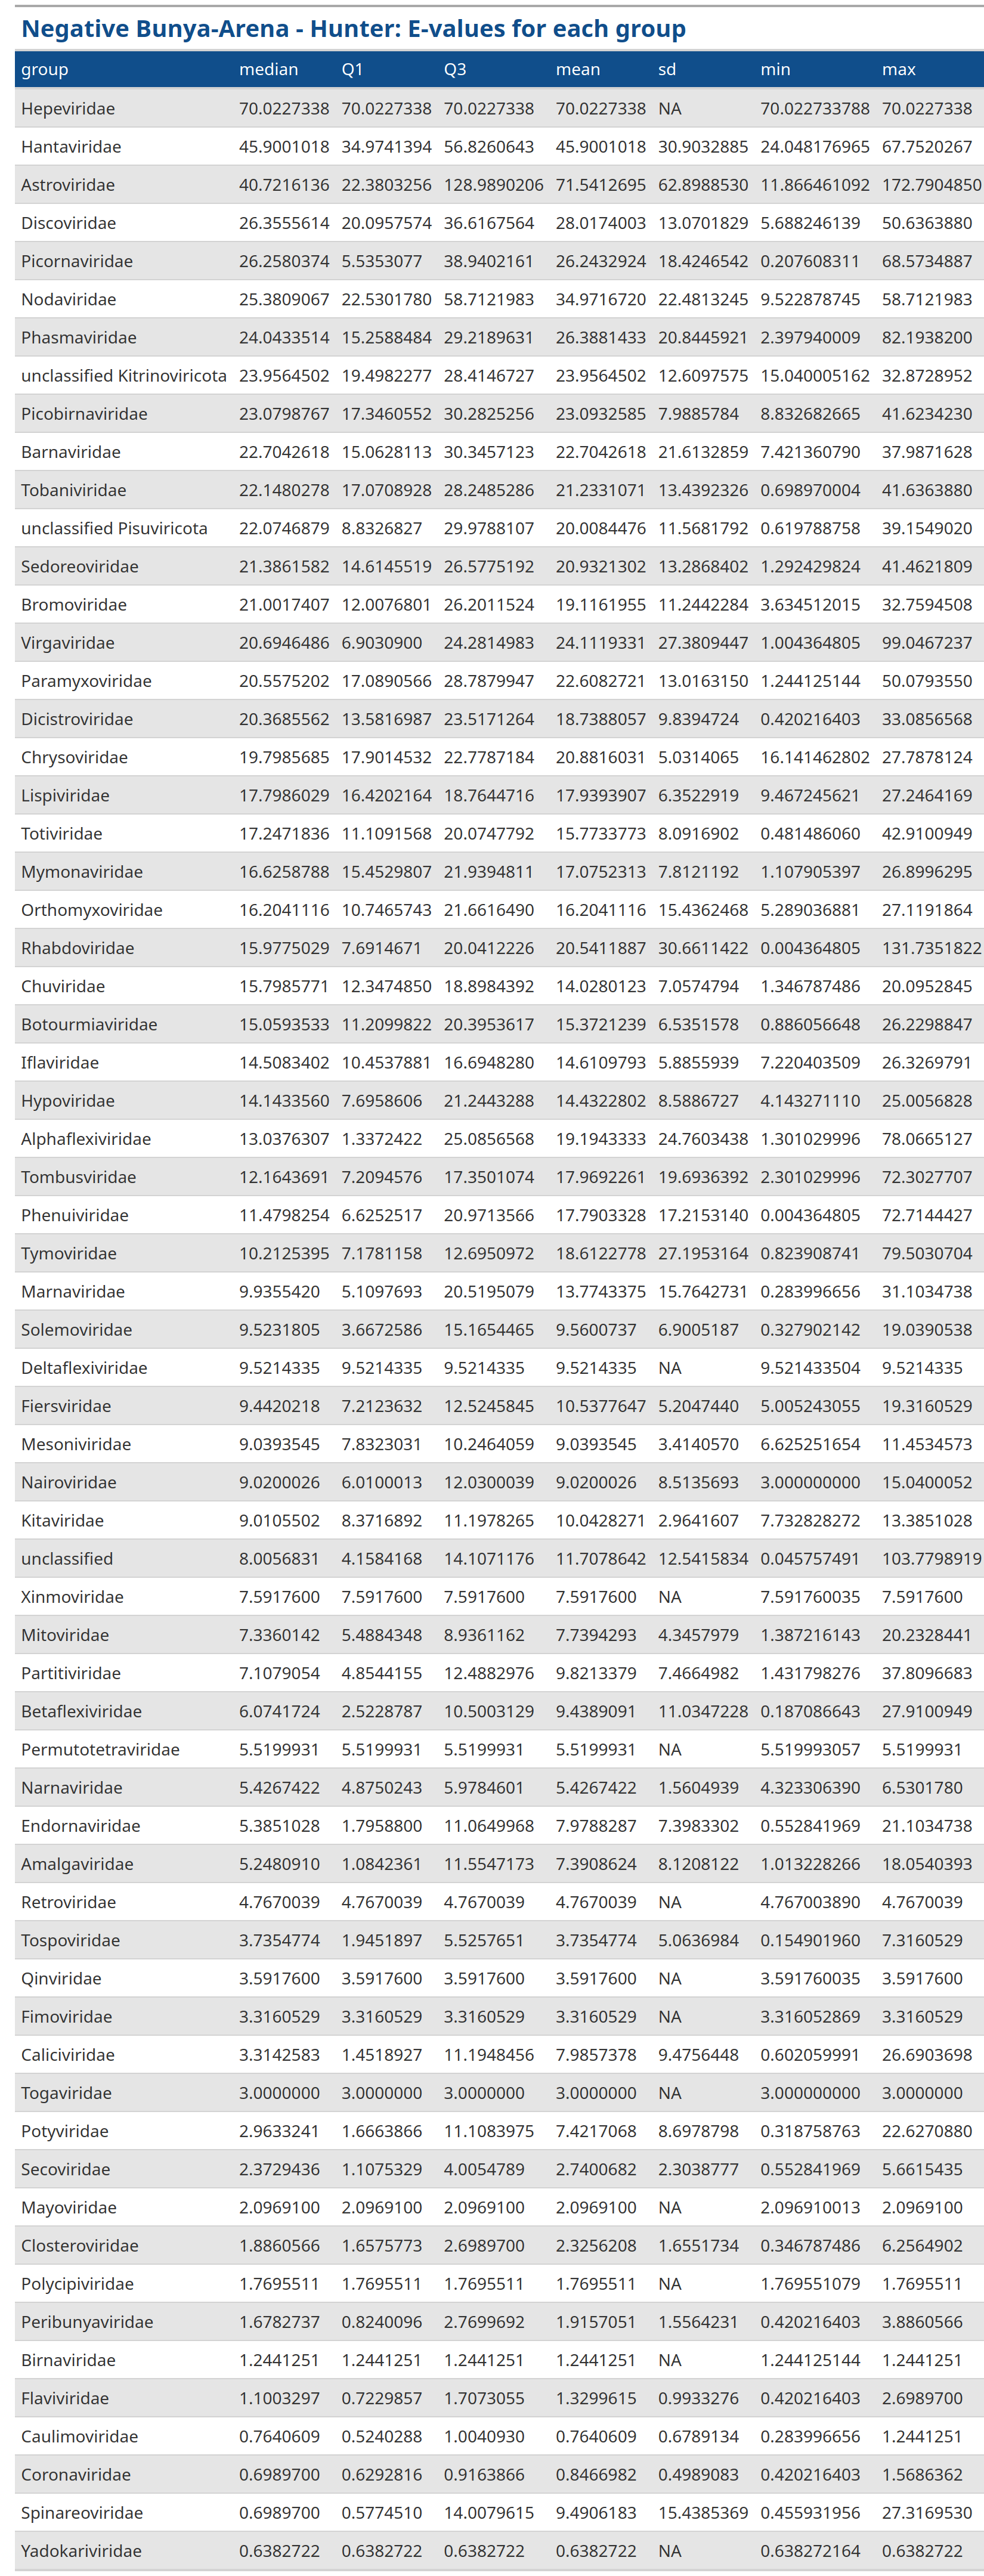 Negative Bunya-Arena - Hunter: E-values for each group
group median Q1 Q3 mean sd min max
Hepeviridae 70.0227338 70.0227338 70.0227338 70.0227338 NA 70.022733788 70.0227338
Hantaviridae 45.9001018 34.9741394 56.8260643 45.9001018 30.9032885 24.048176965 67.7520267
Astroviridae 40.7216136 22.3803256 128.9890206 71.5412695 62.8988530 11.866461092 172.7904850
Discoviridae 26.3555614 20.0957574 36.6167564 28.0174003 13.0701829 5.688246139 50.6363880
Picornaviridae 26.2580374 5.5353077 38.9402161 26.2432924 18.4246542 0.207608311 68.5734887
Nodaviridae 25.3809067 22.5301780 58.7121983 34.9716720 22.4813245 9.522878745 58.7121983
Phasmaviridae 24.0433514 15.2588484 29.2189631 26.3881433 20.8445921 2.397940009 82.1938200
unclassified Kitrinoviricota 23.9564502 19.4982277 28.4146727 23.9564502 12.6097575 15.040005162 32.8728952
Picobirnaviridae 23.0798767 17.3460552 30.2825256 23.0932585 7.9885784 8.832682665 41.6234230
Barnaviridae 22.7042618 15.0628113 30.3457123 22.7042618 21.6132859 7.421360790 37.9871628
Tobaniviridae 22.1480278 17.0708928 28.2485286 21.2331071 13.4392326 0.698970004 41.6363880
unclassified Pisuviricota 22.0746879 8.8326827 29.9788107 20.0084476 11.5681792 0.619788758 39.1549020
Sedoreoviridae 21.3861582 14.6145519 26.5775192 20.9321302 13.2868402 1.292429824 41.4621809
Bromoviridae 21.0017407 12.0076801 26.2011524 19.1161955 11.2442284 3.634512015 32.7594508
Virgaviridae 20.6946486 6.9030900 24.2814983 24.1119331 27.3809447 1.004364805 99.0467237
Paramyxoviridae 20.5575202 17.0890566 28.7879947 22.6082721 13.0163150 1.244125144 50.0793550
Dicistroviridae 20.3685562 13.5816987 23.5171264 18.7388057 9.8394724 0.420216403 33.0856568
Chrysoviridae 19.7985685 17.9014532 22.7787184 20.8816031 5.0314065 16.141462802 27.7878124
Lispiviridae 17.7986029 16.4202164 18.7644716 17.9393907 6.3522919 9.467245621 27.2464169
Totiviridae 17.2471836 11.1091568 20.0747792 15.7733773 8.0916902 0.481486060 42.9100949
Mymonaviridae 16.6258788 15.4529807 21.9394811 17.0752313 7.8121192 1.107905397 26.8996295
Orthomyxoviridae 16.2041116 10.7465743 21.6616490 16.2041116 15.4362468 5.289036881 27.1191864
Rhabdoviridae 15.9775029 7.6914671 20.0412226 20.5411887 30.6611422 0.004364805 131.7351822
Chuviridae 15.7985771 12.3474850 18.8984392 14.0280123 7.0574794 1.346787486 20.0952845
Botourmiaviridae 15.0593533 11.2099822 20.3953617 15.3721239 6.5351578 0.886056648 26.2298847
Iflaviridae 14.5083402 10.4537881 16.6948280 14.6109793 5.8855939 7.220403509 26.3269791
Hypoviridae 14.1433560 7.6958606 21.2443288 14.4322802 8.5886727 4.143271110 25.0056828
Alphaflexiviridae 13.0376307 1.3372422 25.0856568 19.1943333 24.7603438 1.301029996 78.0665127
Tombusviridae 12.1643691 7.2094576 17.3501074 17.9692261 19.6936392 2.301029996 72.3027707
Phenuiviridae 11.4798254 6.6252517 20.9713566 17.7903328 17.2153140 0.004364805 72.7144427
Tymoviridae 10.2125395 7.1781158 12.6950972 18.6122778 27.1953164 0.823908741 79.5030704
Marnaviridae 9.9355420 5.1097693 20.5195079 13.7743375 15.7642731 0.283996656 31.1034738
Solemoviridae 9.5231805 3.6672586 15.1654465 9.5600737 6.9005187 0.327902142 19.0390538
Deltaflexiviridae 9.5214335 9.5214335 9.5214335 9.5214335 NA 9.521433504 9.5214335
Fiersviridae 9.4420218 7.2123632 12.5245845 10.5377647 5.2047440 5.005243055 19.3160529
Mesoniviridae 9.0393545 7.8323031 10.2464059 9.0393545 3.4140570 6.625251654 11.4534573
Nairoviridae 9.0200026 6.0100013 12.0300039 9.0200026 8.5135693 3.000000000 15.0400052
Kitaviridae 9.0105502 8.3716892 11.1978265 10.0428271 2.9641607 7.732828272 13.3851028
unclassified 8.0056831 4.1584168 14.1071176 11.7078642 12.5415834 0.045757491 103.7798919
Xinmoviridae 7.5917600 7.5917600 7.5917600 7.5917600 NA 7.591760035 7.5917600
Mitoviridae 7.3360142 5.4884348 8.9361162 7.7394293 4.3457979 1.387216143 20.2328441
Partitiviridae 7.1079054 4.8544155 12.4882976 9.8213379 7.4664982 1.431798276 37.8096683
Betaflexiviridae 6.0741724 2.5228787 10.5003129 9.4389091 11.0347228 0.187086643 27.9100949
Permutotetraviridae 5.5199931 5.5199931 5.5199931 5.5199931 NA 5.519993057 5.5199931
Narnaviridae 5.4267422 4.8750243 5.9784601 5.4267422 1.5604939 4.323306390 6.5301780
Endornaviridae 5.3851028 1.7958800 11.0649968 7.9788287 7.3983302 0.552841969 21.1034738
Amalgaviridae 5.2480910 1.0842361 11.5547173 7.3908624 8.1208122 1.013228266 18.0540393
Retroviridae 4.7670039 4.7670039 4.7670039 4.7670039 NA 4.767003890 4.7670039
Tospoviridae 3.7354774 1.9451897 5.5257651 3.7354774 5.0636984 0.154901960 7.3160529
Qinviridae 3.5917600 3.5917600 3.5917600 3.5917600 NA 3.591760035 3.5917600
Fimoviridae 3.3160529 3.3160529 3.3160529 3.3160529 NA 3.316052869 3.3160529
Caliciviridae 3.3142583 1.4518927 11.1948456 7.9857378 9.4756448 0.602059991 26.6903698
Togaviridae 3.0000000 3.0000000 3.0000000 3.0000000 NA 3.000000000 3.0000000
Potyviridae 2.9633241 1.6663866 11.1083975 7.4217068 8.6978798 0.318758763 22.6270880
Secoviridae 2.3729436 1.1075329 4.0054789 2.7400682 2.3038777 0.552841969 5.6615435
Mayoviridae 2.0969100 2.0969100 2.0969100 2.0969100 NA 2.096910013 2.0969100
Closteroviridae 1.8860566 1.6575773 2.6989700 2.3256208 1.6551734 0.346787486 6.2564902
Polycipiviridae 1.7695511 1.7695511 1.7695511 1.7695511 NA 1.769551079 1.7695511
Peribunyaviridae 1.6782737 0.8240096 2.7699692 1.9157051 1.5564231 0.420216403 3.8860566
Birnaviridae 1.2441251 1.2441251 1.2441251 1.2441251 NA 1.244125144 1.2441251
Flaviviridae 1.1003297 0.7229857 1.7073055 1.3299615 0.9933276 0.420216403 2.6989700
Caulimoviridae 0.7640609 0.5240288 1.0040930 0.7640609 0.6789134 0.283996656 1.2441251
Coronaviridae 0.6989700 0.6292816 0.9163866 0.8466982 0.4989083 0.420216403 1.5686362
Spinareoviridae 0.6989700 0.5774510 14.0079615 9.4906183 15.4385369 0.455931956 27.3169530
Yadokariviridae 0.6382722 0.6382722 0.6382722 0.6382722 NA 0.638272164 0.6382722